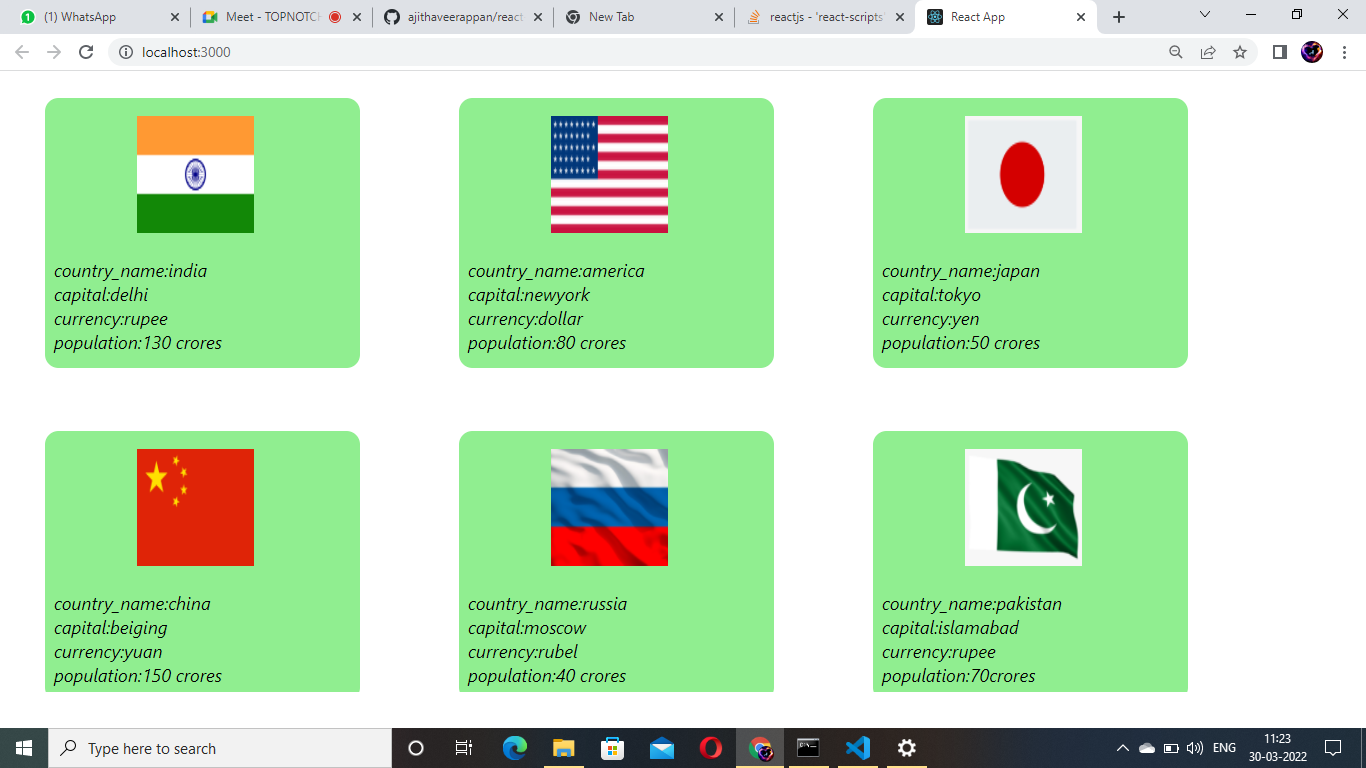 (1) WhatsApp
Meet - TOPNOTCH
ajithaveerappan/react
New Tab
reactjs - 'react-scripts'
React App
localhost:3000
country_name:india
capital:delhi
currency:rupee
population:130 crores
country_name:america
capital:newyork
currency:dollar
population:80 crores
country_name:japan
capital:tokyo
currency:yen
population:50 crores
country_name:china
capital:beiging
currency:yuan
population:150 crores
country_name:russia
capital:moscow
currency:rubel
population:40 crores
country_name:pakistan
capital:islamabad
currency:rupee
population:70crores
Type here to search
ENG
11:23
30-03-2022